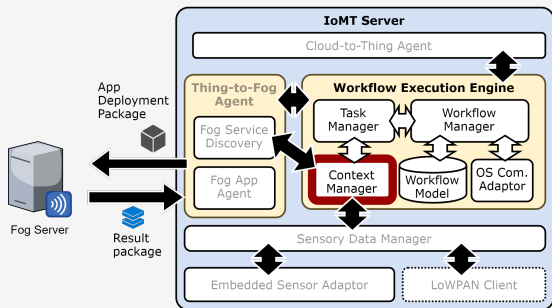 IoMT Server
Cloud-to-Thing Agent
App
Deployment
Package
Thing-to-Fog
Agent
Workflow Execution Engine
Fog Service
Discovery
Task
Manager
Workflow
Manager
Fog App
Agent
Context
Manager
Workflow
Model
OS Com.
Adaptor
Fog Server
Result
package
Sensory Data Manager
Embedded Sensor Adaptor
LoWPAN Client